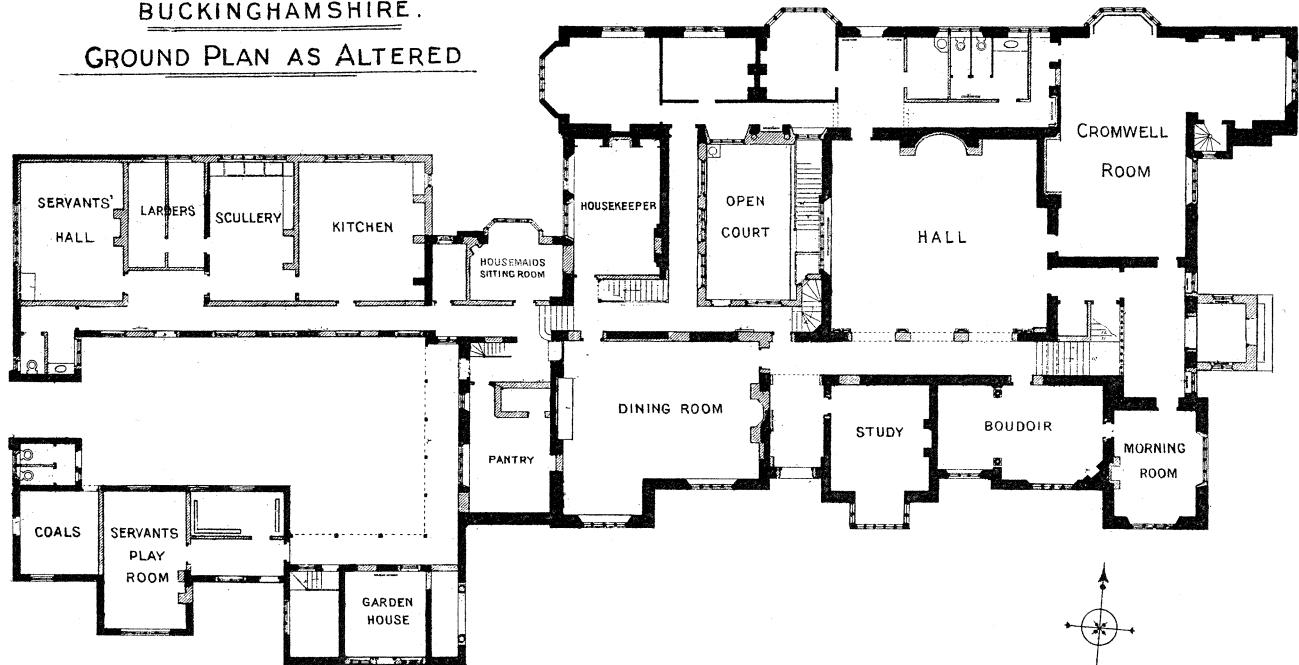 BUCKINGHAMSHIRE.
GROUND PLAN AS ALTERED
CROMWELL
ROOM
SERVANTS'
HALL
LARDERS
SCULLERY
KITCHEN
HOUSEKEEPER
OPEN
COURT
HALL
HOUSEMAIDS
SITTING ROOM
DINING ROOM
STUDY
BOUDOIR
MORNING
ROOM
PANTRY
COALS
SERVANTS
PLAY
ROOM
GARDEN
HOUSE